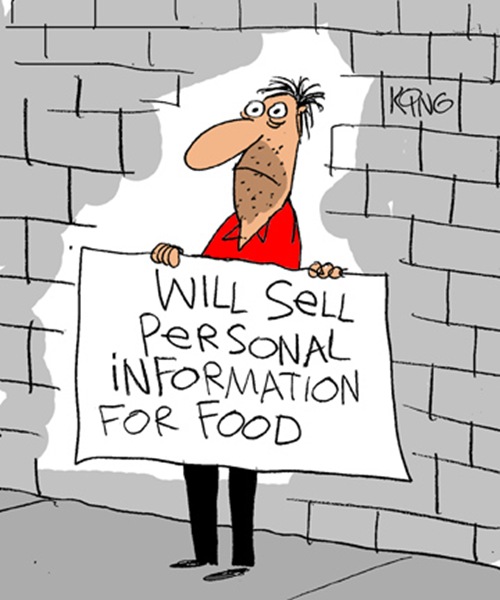 KING
WILL SELL
PERSONAL
INFORMATION
FOR FOOD